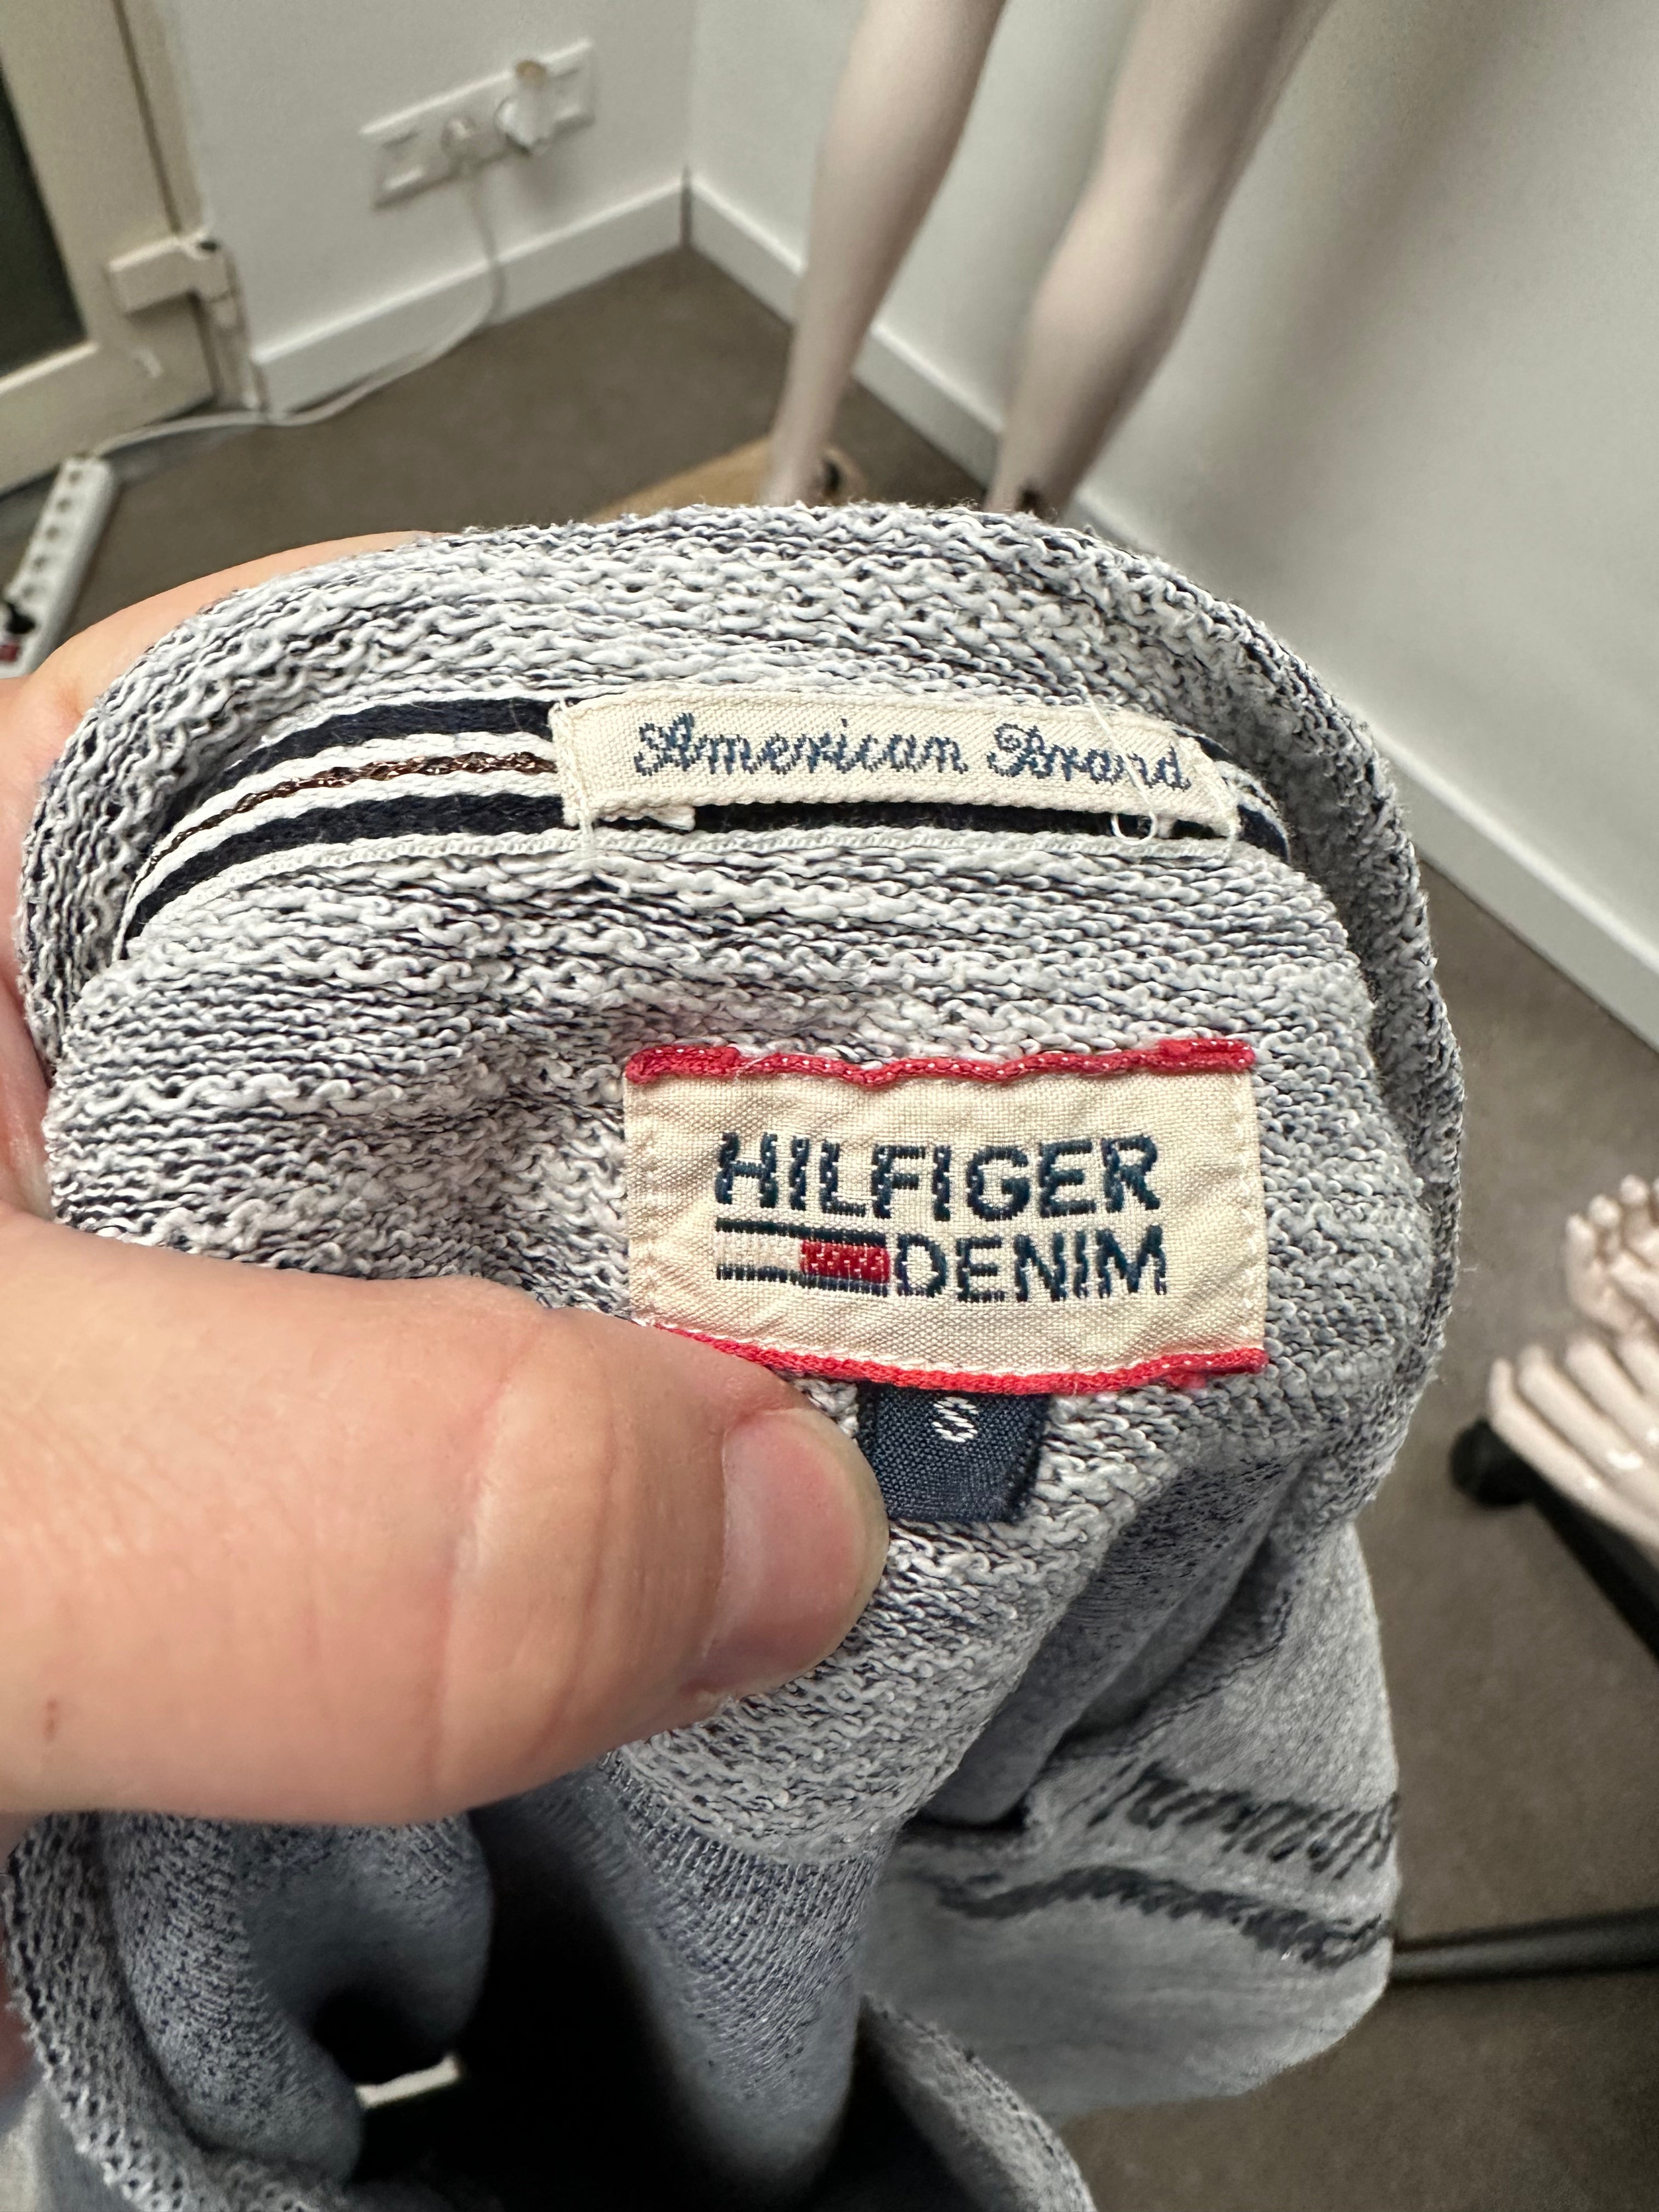 American Brand
HILFIGER
DENIM
S